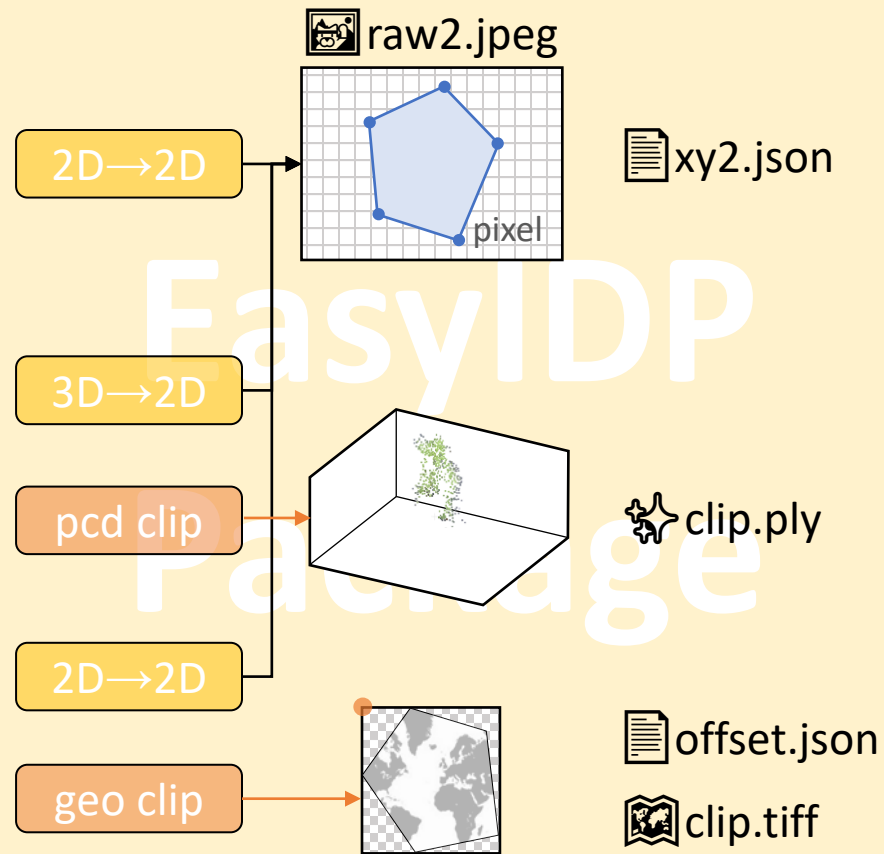 raw2.jpeg
2D→2D
pixel
xy2.json
EasyIDP
3D→2D
pcd clip
clip.ply
Package
2D→2D
offset.json
geo clip
clip.tiff